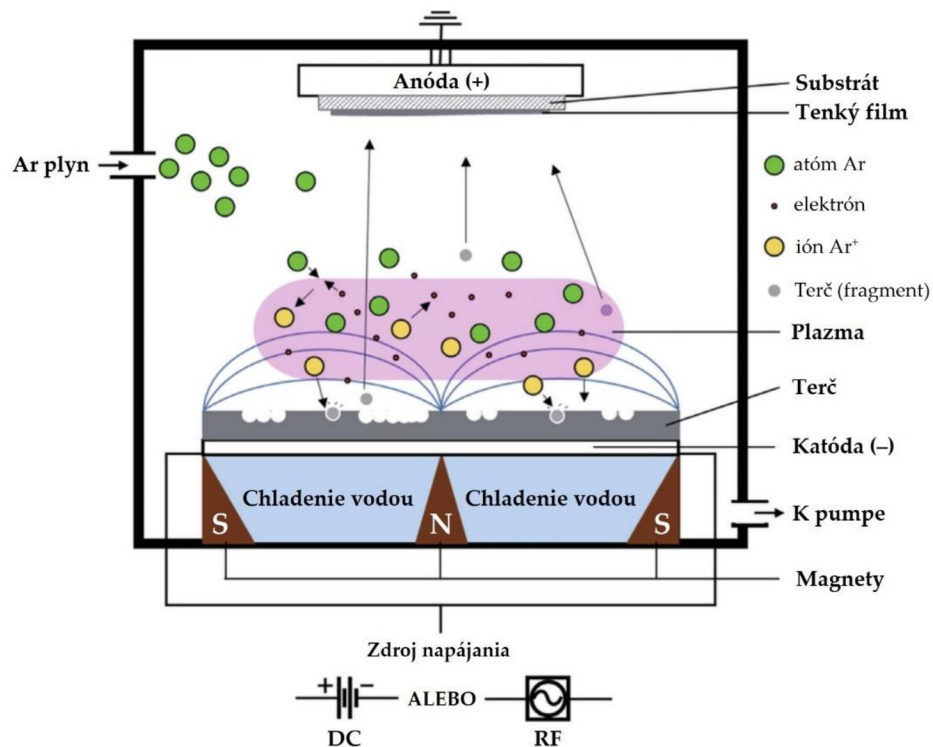 Anóda (+)
Substrát
Tenký film
Ar plyn
atóm Ar
elektrón
ión Ar⁺
Terč (fragment)
Plazma
Terč
Katóda (–)
Chladenie vodou
Chladenie vodou
S
N
S
K pumpe
Magnety
Zdroj napájania
+ –
ALEBO
DC
RF